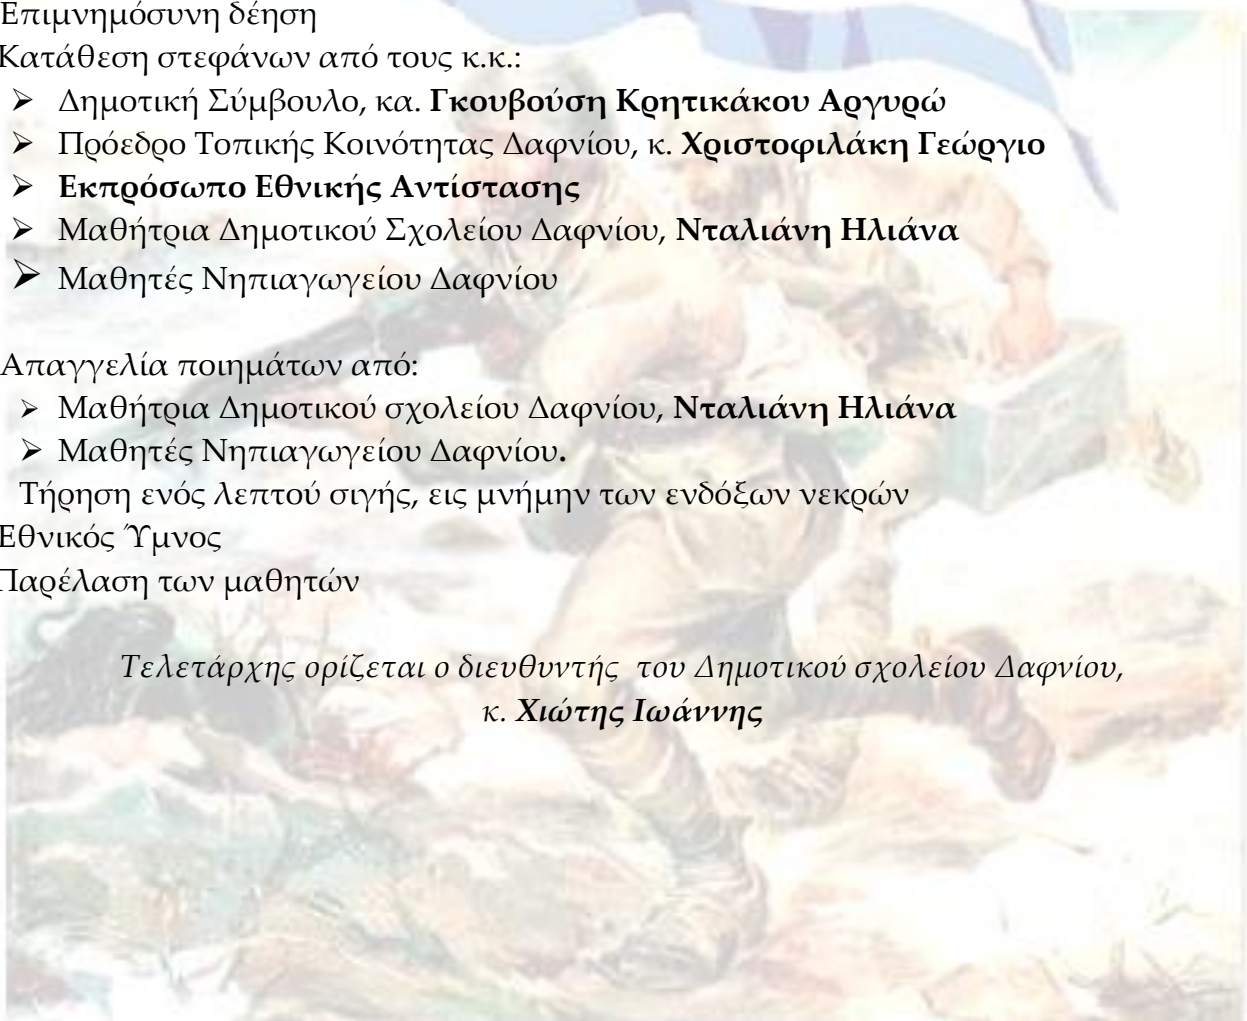 Επιμνημόσυνη δέηση
Κατάθεση στεφάνων από τους κ.κ.:
➢ Δημοτική Σύμβουλο, κα. Γκουβούση Κρητικάκου Αργυρώ
➢ Πρόεδρο Τοπικής Κοινότητας Δαφνίου, κ. Χριστοφιλάκη Γεώργιο
➢ Εκπρόσωπο Εθνικής Αντίστασης
➢ Μαθήτρια Δημοτικού Σχολείου Δαφνίου, Νταλιάνη Ηλιάνα
➢ Μαθητές Νηπιαγωγείου Δαφνίου
Απαγγελία ποιημάτων από:
➢ Μαθήτρια Δημοτικού σχολείου Δαφνίου, Νταλιάνη Ηλιάνα
➢ Μαθητές Νηπιαγωγείου Δαφνίου.
Τήρηση ενός λεπτού σιγής, εις μνήμην των ενδόξων νεκρών
Εθνικός Ύμνος
Παρέλαση των μαθητών
Τελετάρχης ορίζεται ο διευθυντής του Δημοτικού σχολείου Δαφνίου,
κ. Χιώτης Ιωάννης